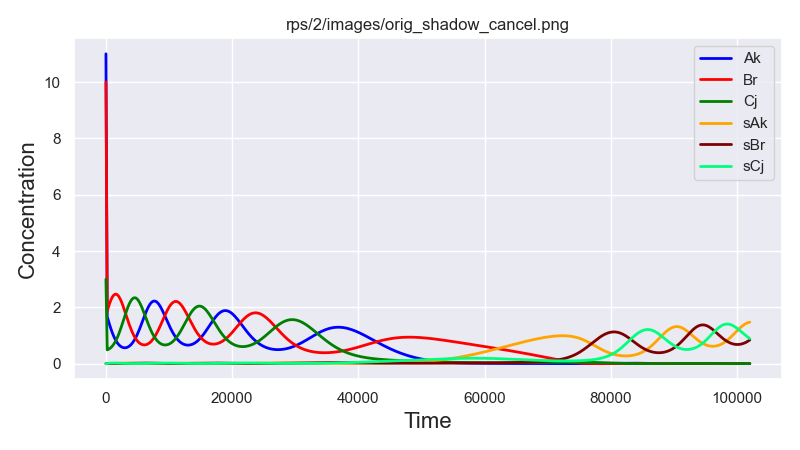 rps/2/images/orig_shadow_cancel.png
Concentration
10
8
6
4
2
0
Ak
Br
Cj
sAk
sBr
sCj
0 20000 40000 60000 80000 100000
Time